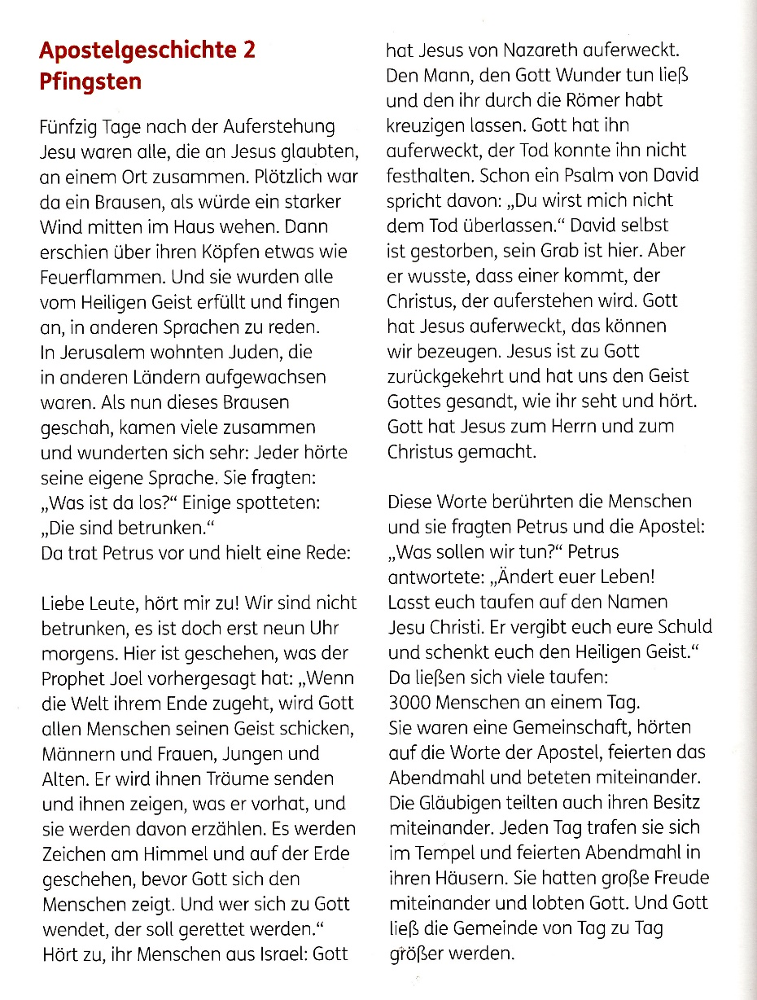 Apostelgeschichte 2
Pfingsten
Fünfzig Tage nach der Auferstehung
Jesu waren alle, die an Jesus glaubten,
an einem Ort zusammen. Plötzlich war
da ein Brausen, als würde ein starker
Wind mitten im Haus wehen. Dann
erschien über ihren Köpfen etwas wie
Feuerflammen. Und sie wurden alle
vom Heiligen Geist erfüllt und fingen
an, in anderen Sprachen zu reden.
In Jerusalem wohnten Juden, die
in anderen Ländern aufgewachsen
waren. Als nun dieses Brausen
geschah, kamen viele zusammen
und wunderten sich sehr: Jeder hörte
seine eigene Sprache. Sie fragten:
„Was ist da los?“ Einige spotteten:
„Die sind betrunken.“
Da trat Petrus vor und hielt eine Rede:
Liebe Leute, hört mir zu! Wir sind nicht
betrunken, es ist doch erst neun Uhr
morgens. Hier ist geschehen, was der
Prophet Joel vorhergesagt hat: „Wenn
die Welt ihrem Ende zugeht, wird Gott
allen Menschen seinen Geist schicken,
Männern und Frauen, Jungen und
Alten. Er wird ihnen Träume senden
und ihnen zeigen, was er vorhat, und
sie werden davon erzählen. Es werden
Zeichen am Himmel und auf der Erde
geschehen, bevor Gott sich den
Menschen zeigt. Und wer sich zu Gott
wendet, der soll gerettet werden.“
Hört zu, ihr Menschen aus Israel: Gott
hat Jesus von Nazareth auferweckt.
Den Mann, den Gott Wunder tun ließ
und den ihr durch die Römer habt
kreuzigen lassen. Gott hat ihn
auferweckt, der Tod konnte ihn nicht
festhalten. Schon ein Psalm von David
spricht davon: „Du wirst mich nicht
dem Tod überlassen.“ David selbst
ist gestorben, sein Grab ist hier. Aber
er wusste, dass einer kommt, der
Christus, der auferstehen wird. Gott
hat Jesus auferweckt, das können
wir bezeugen. Jesus ist zu Gott
zurückgekehrt und hat uns den Geist
Gottes gesandt, wie ihr seht und hört.
Gott hat Jesus zum Herrn und zum
Christus gemacht.
Diese Worte berührten die Menschen
und sie fragten Petrus und die Apostel:
„Was sollen wir tun?“ Petrus
antwortete: „Ändert euer Leben!
Lasst euch taufen auf den Namen
Jesu Christi. Er vergibt euch eure Schuld
und schenkt euch den Heiligen Geist.“
Da ließen sich viele taufen:
3000 Menschen an einem Tag.
Sie waren eine Gemeinschaft, hörten
auf die Worte der Apostel, feierten das
Abendmahl und beteten miteinander.
Die Gläubigen teilten auch ihren Besitz
miteinander. Jeden Tag trafen sie sich
im Tempel und feierten Abendmahl in
ihren Häusern. Sie hatten große Freude
miteinander und lobten Gott. Und Gott
ließ die Gemeinde von Tag zu Tag
größer werden.